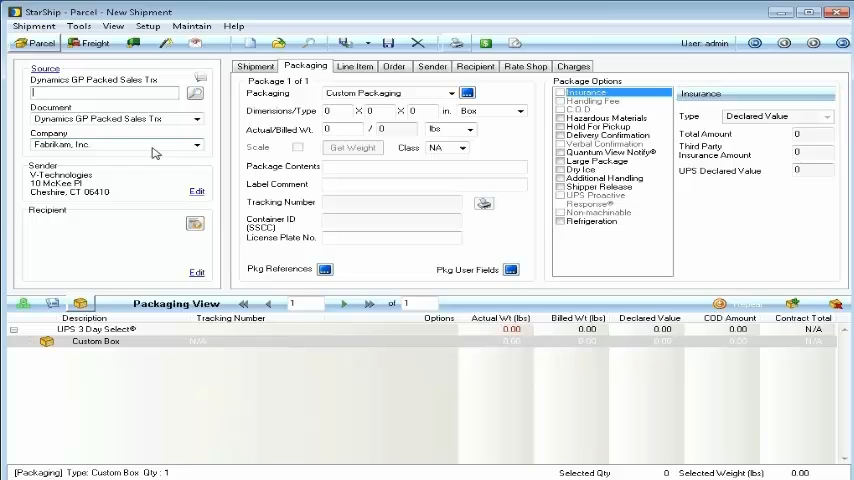 StarShip - Parcel - New Shipment
Shipment Tools View Setup Maintain Help
Parcel Freight User: admin
Source
Dynamics GP Packed Sales Trx
Document
Dynamics GP Packed Sales Trx
Company
Fabrikam, Inc.
Sender
V-Technologies
10 McKee Pl
Cheshire, CT 06410
Edit
Recipient
Edit
Shipment Packaging Line Item Order Sender Recipient Rate Shop Charges
Package 1 of 1
Packaging Custom Packaging
Dimensions/Type 0 X 0 X 0 in. Box
Actual/Billed Wt. 0 / 0 lbs
Scale Get Weight Class NA
Package Contents
Label Comment
Tracking Number
Container ID
(SSCC)
License Plate No.
Pkg References Pkg User Fields
Package Options
Insurance
Handling Fee
C.O.D.
Hazardous Materials
Hold For Pickup
Delivery Confirmation
Verbal Confirmation
Quantum View Notify®
Large Package
Dry Ice
Additional Handling
Shipper Release
UPS Proactive
Response®
Non-machinable
Refrigeration
Insurance
Type Declared Value
Total Amount 0
Third Party
Insurance Amount 0
UPS Declared Value 0
Packaging View 1 of 1 Repeat
Description Tracking Number Options Actual Wt (lbs) Billed Wt (lbs) Declared Value COD Amount Contract Total
UPS 3 Day Select® 0.00 0.00 0.00 0.00 N/A
Custom Box N/A 0.00 0.00 0.00 0.00 N/A
[Packaging] Type: Custom Box Qty : 1 Selected Qty 0 Selected Weight (lbs) 0.00